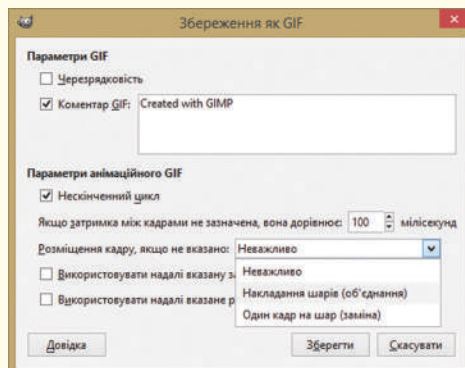 Збереження як GIF
Параметри GIF
Черезрядковість
Коментар GIF: Created with GIMP
Параметри анімаційного GIF
Нескінченний цикл
Якщо затримка між кадрами не зазначена, вона дорівнює: 100 мілісекунд
Розміщення кадру, якщо не вказано: Неважливо
Неважливо
Використовувати надалі вказану
Накладання шарів (об'єднання)
Використовувати надалі вказане
Один кадр на шар (заміна)
Довідка Зберегти Скасувати